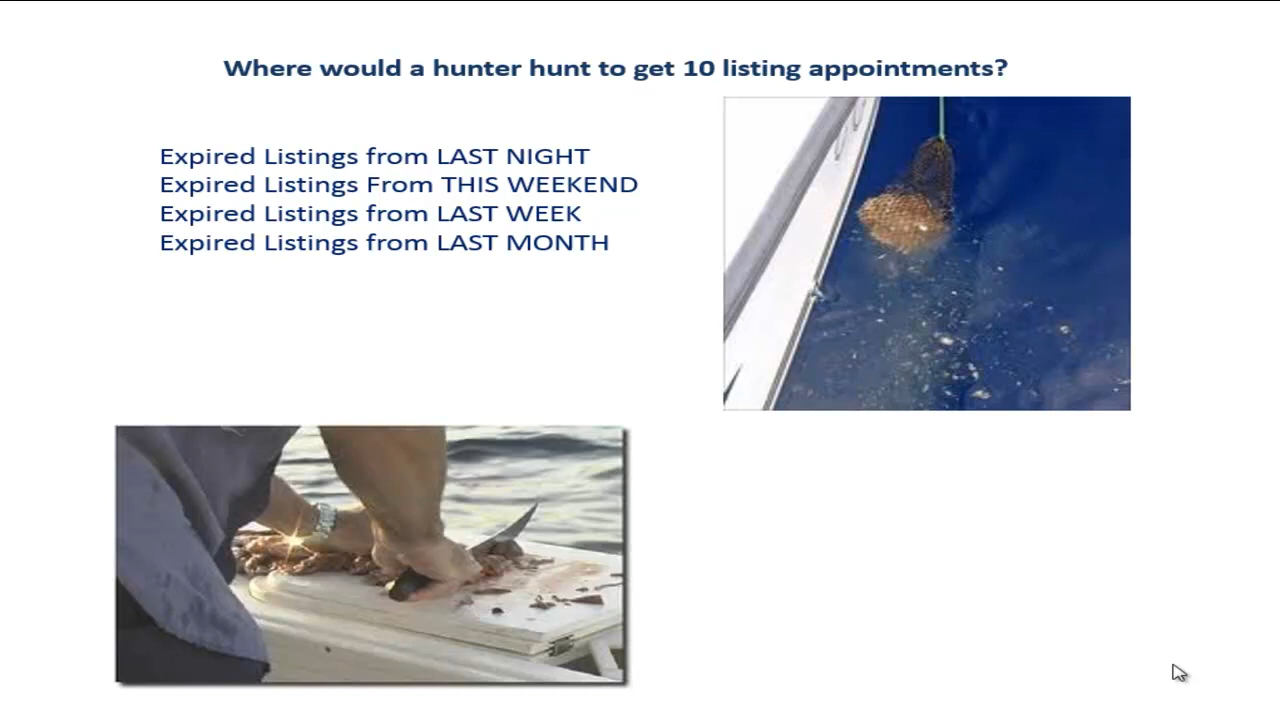 Where would a hunter hunt to get 10 listing appointments?
Expired Listings from LAST NIGHT
Expired Listings From THIS WEEKEND
Expired Listings from LAST WEEK
Expired Listings from LAST MONTH